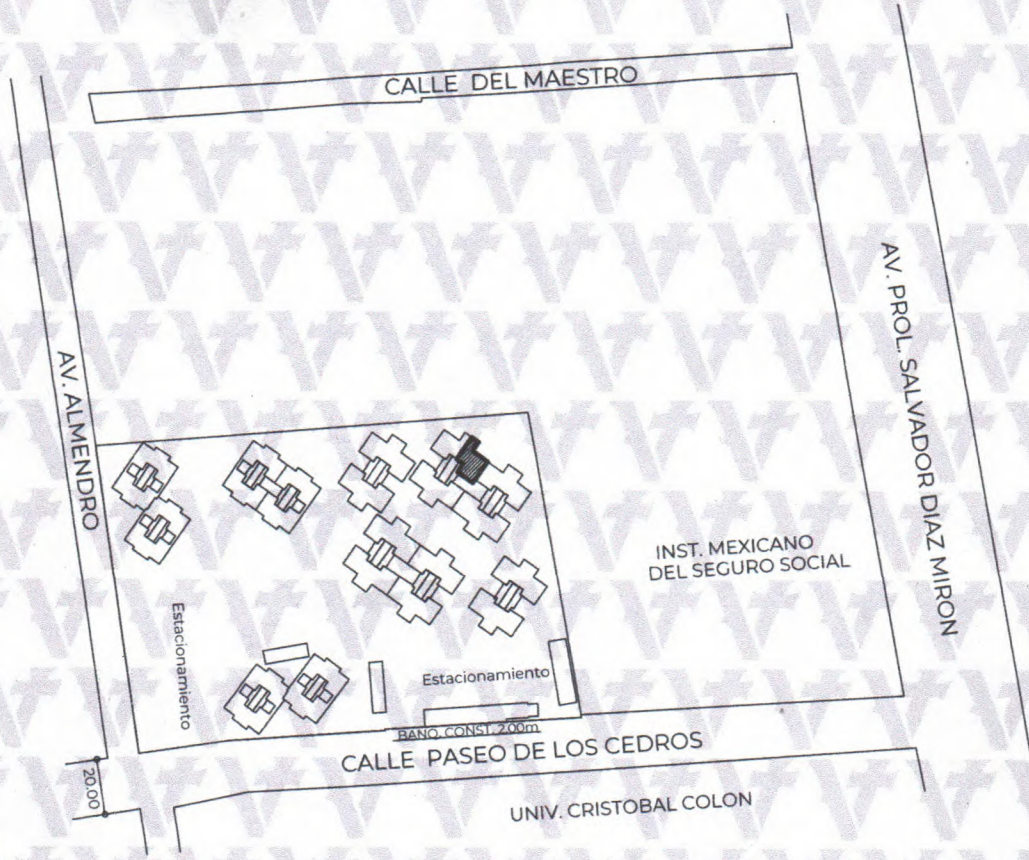 CALLE DEL MAESTRO
AV. PROL. SALVADOR DIAZ MIRON
AV. ALMENDRO
INST. MEXICANO
DEL SEGURO SOCIAL
Estacionamiento
Estacionamiento
BANQ. CONST. 2.00m
CALLE PASEO DE LOS CEDROS
20.00
UNIV. CRISTOBAL COLON